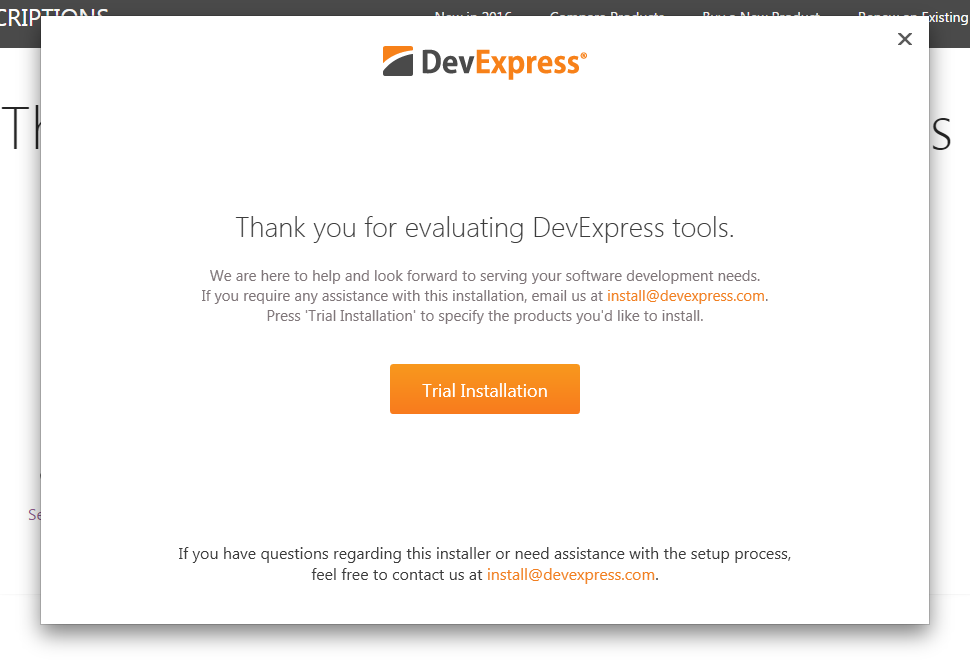 CRIPTIONS
New in 2016 Compare Products Buy a New Product Renew an Existing
DevExpress®
Th
s
Thank you for evaluating DevExpress tools.
We are here to help and look forward to serving your software development needs.
If you require any assistance with this installation, email us at install@devexpress.com.
Press 'Trial Installation' to specify the products you'd like to install.
Trial Installation
Se
If you have questions regarding this installer or need assistance with the setup process,
feel free to contact us at install@devexpress.com.